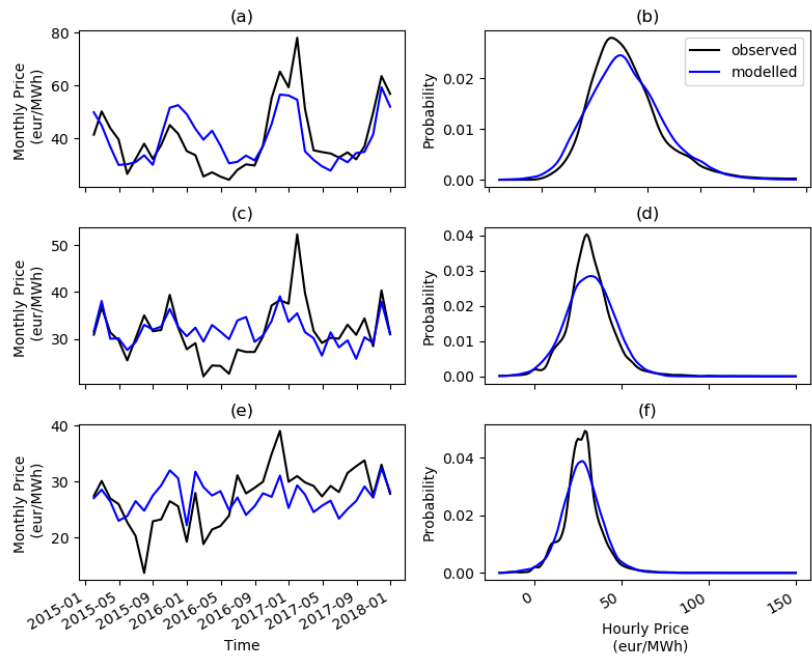 (a)
(b)
80
60
40
Monthly Price
(eur/MWh)
0.02
0.01
0.00
Probability
observed
modelled
(c)
(d)
50
40
30
Monthly Price
(eur/MWh)
0.04
0.03
0.02
0.01
0.00
Probability
(e)
(f)
40
30
20
Monthly Price
(eur/MWh)
0.04
0.02
0.00
Probability
2015-01
2015-05
2015-09
2016-01
2016-05
2016-09
2017-01
2017-05
2017-09
2018-01
Time
0
50
100
150
Hourly Price
(eur/MWh)